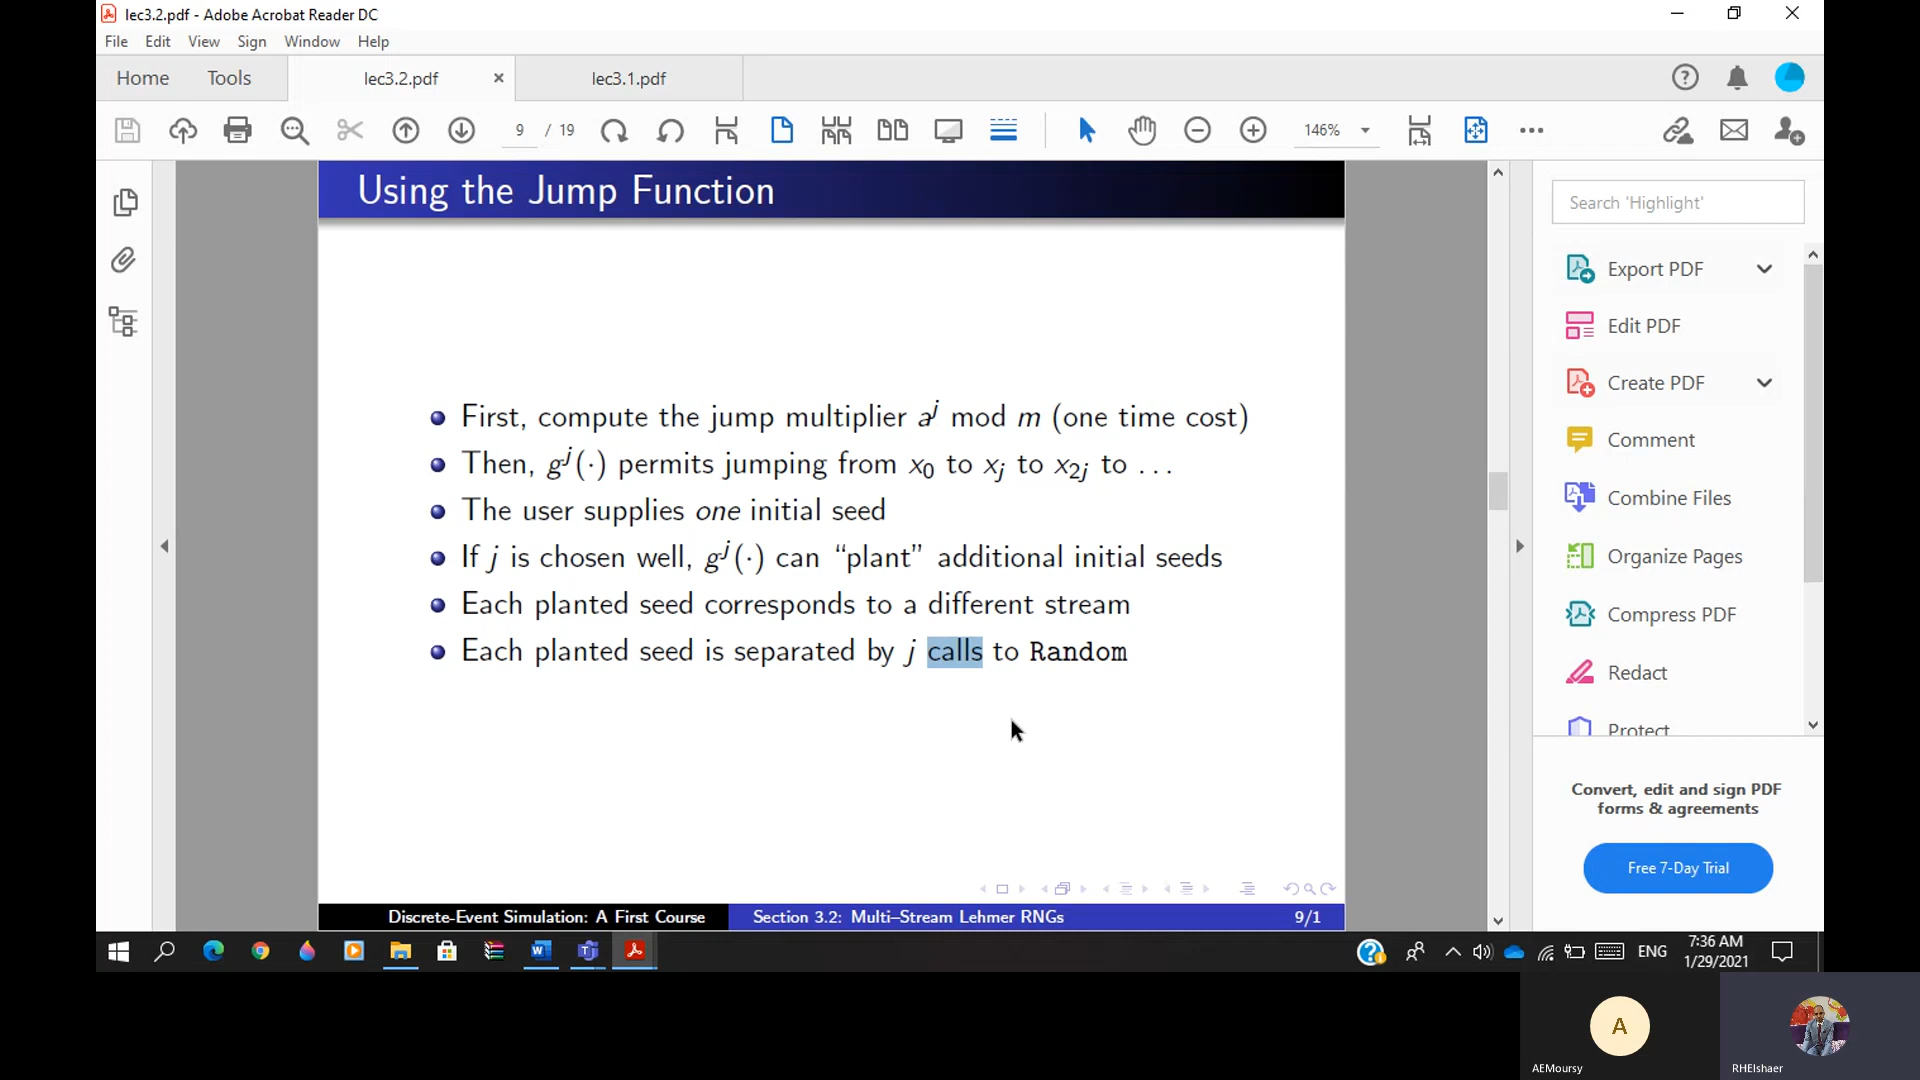 lec3.2.pdf - Adobe Acrobat Reader DC
File Edit View Sign Window Help
Home Tools lec3.2.pdf lec3.1.pdf
9 / 19 146%
Using the Jump Function
First, compute the jump multiplier a^j mod m (one time cost)
Then, g^j(·) permits jumping from x_0 to x_j to x_{2j} to ...
The user supplies one initial seed
If j is chosen well, g^j(·) can “plant” additional initial seeds
Each planted seed corresponds to a different stream
Each planted seed is separated by j calls to Random
Discrete-Event Simulation: A First Course Section 3.2: Multi–Stream Lehmer RNGs 9/1
Search 'Highlight'
Export PDF
Edit PDF
Create PDF
Comment
Combine Files
Organize Pages
Compress PDF
Redact
Protect
Convert, edit and sign PDF
forms & agreements
Free 7-Day Trial
ENG
7:36 AM
1/29/2021
A
AEMoursy
RHElshaer